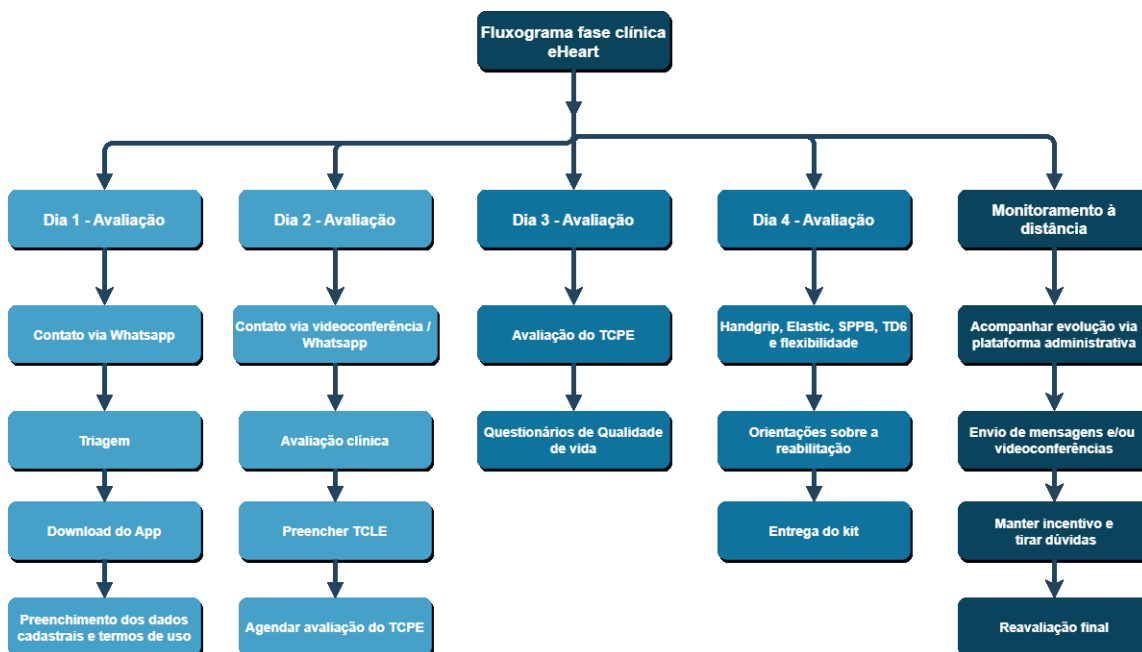 Fluxograma fase clínica
eHeart
Dia 1 - Avaliação
Contato via Whatsapp
Triagem
Download do App
Preenchimento dos dados
cadastrais e termos de uso
Dia 2 - Avaliação
Contato via videoconferência /
Whatsapp
Avaliação clínica
Preencher TCLE
Agendar avaliação do TCPE
Dia 3 - Avaliação
Avaliação do TCPE
Questionários de Qualidade
de vida
Dia 4 - Avaliação
Handgrip, Elastic, SPPB, TD6
e flexibilidade
Orientações sobre a
reabilitação
Entrega do kit
Monitoramento à
distância
Acompanhar evolução via
plataforma administrativa
Envio de mensagens e/ou
videoconferências
Manter incentivo e
tirar dúvidas
Reavaliação final